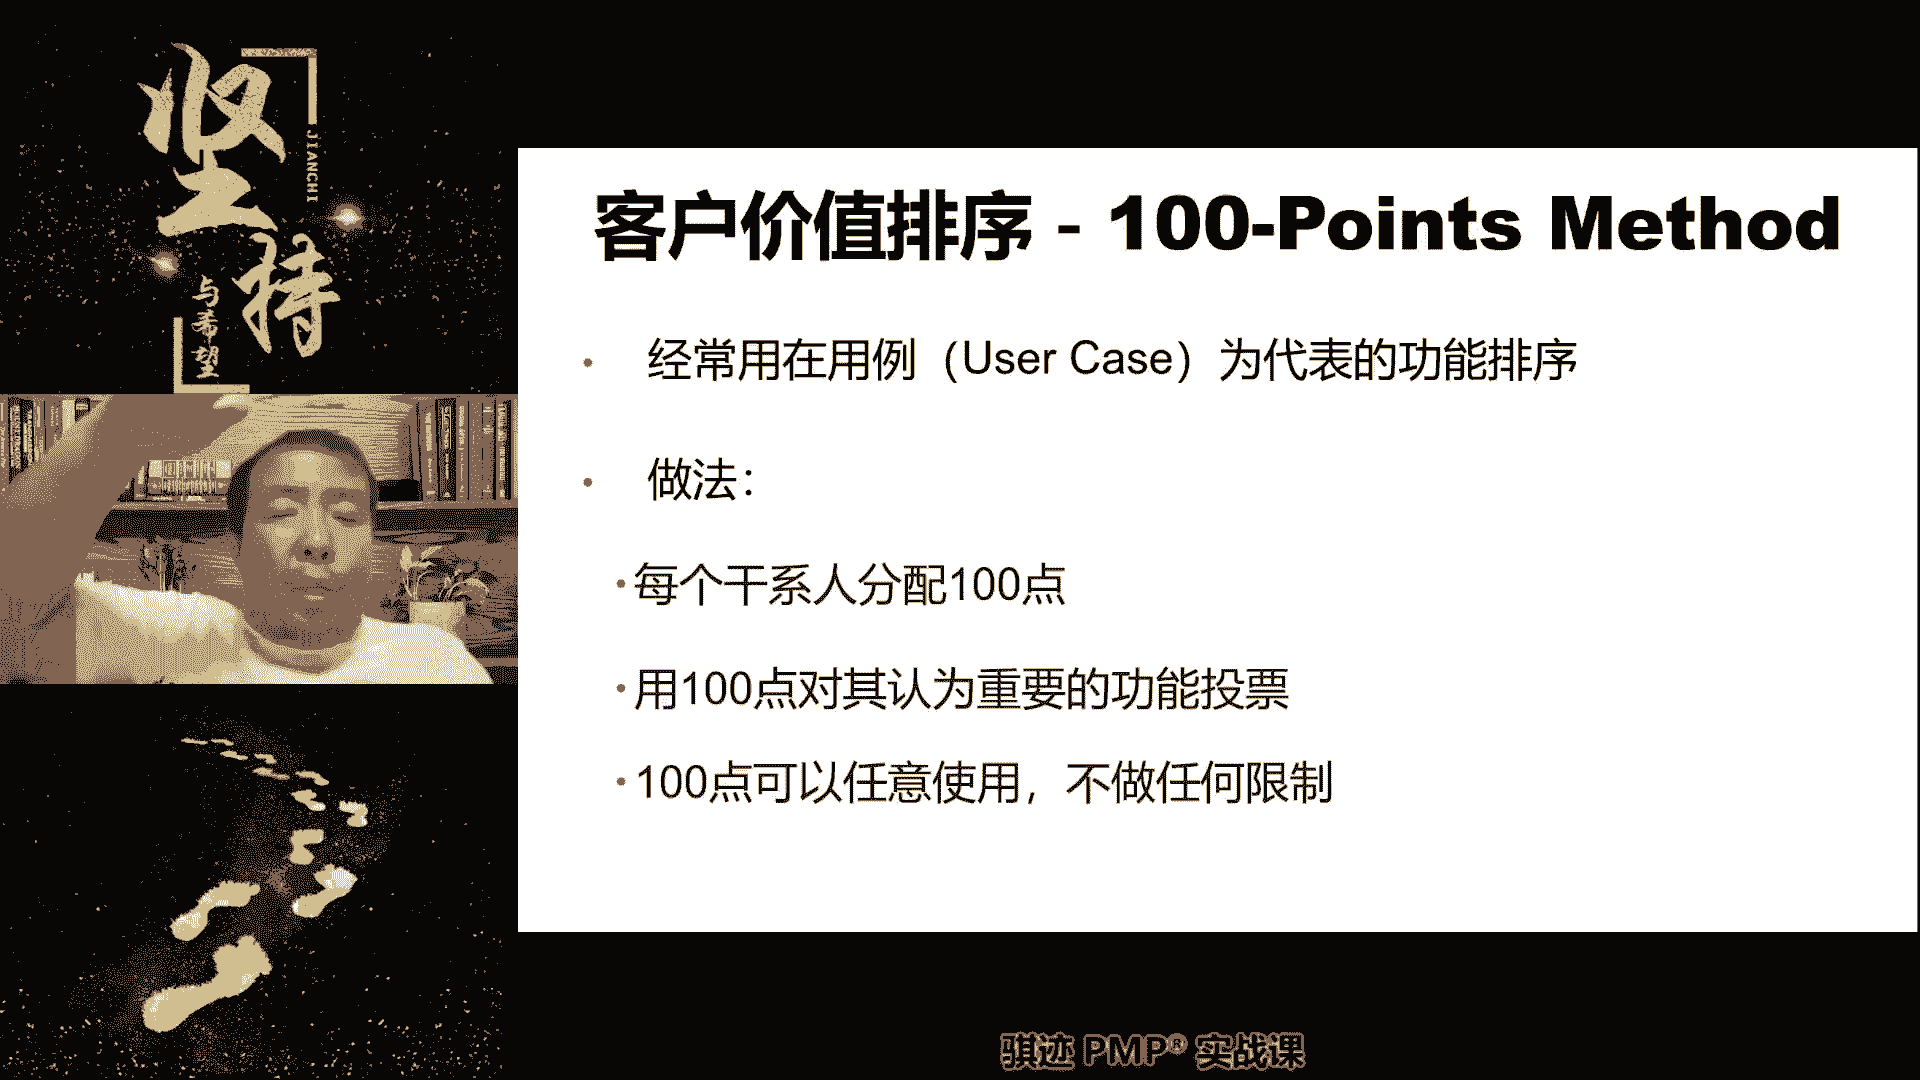 坚持
JIANCHI
与希望
客户价值排序 - 100-Points Method
• 经常用在用例（User Case）为代表的功能排序
• 做法：
• 每个干系人分配100点
• 用100点对其认为重要的功能投票
• 100点可以任意使用，不做任何限制
骐迹 PMP® 实战课